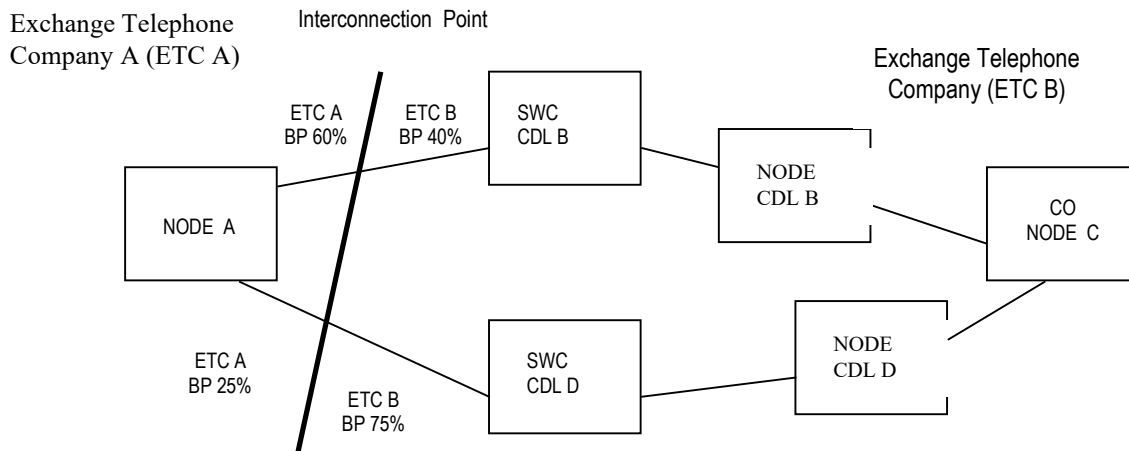 Exchange Telephone
Company A (ETC A)
Interconnection Point
Exchange Telephone
Company (ETC B)
ETC A
BP 60%
ETC B
BP 40%
SWC
CDL B
NODE
CDL B
NODE A
CO
NODE C
ETC A
BP 25%
ETC B
BP 75%
SWC
CDL D
NODE
CDL D